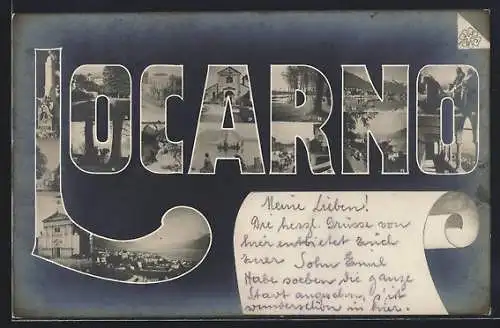 LOCARNO
Meine Lieben!
Die herzl. Grüsse von
hier entbietet Euch
Euer Sohn Emil
Habe soeben die ganze
Stadt angesehen, 's ist
wunderschön in hier.